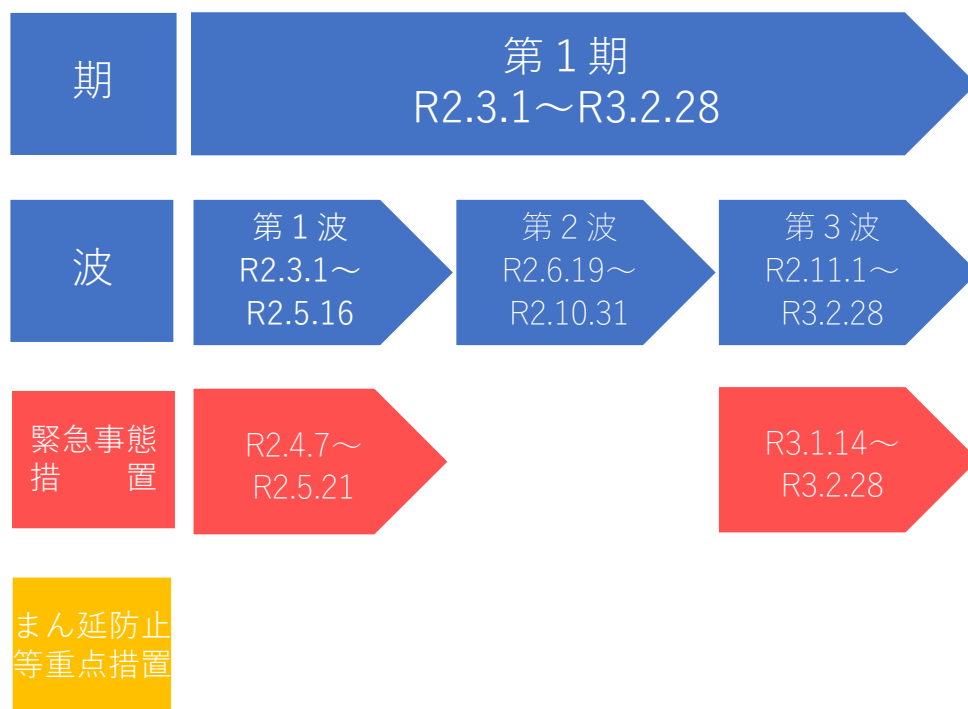 期
第1期
R2.3.1～R3.2.28
波
第1波
R2.3.1～
R2.5.16
第2波
R2.6.19～
R2.10.31
第3波
R2.11.1～
R3.2.28
緊急事態
措　　置
R2.4.7～
R2.5.21
R3.1.14～
R3.2.28
まん延防止
等重点措置